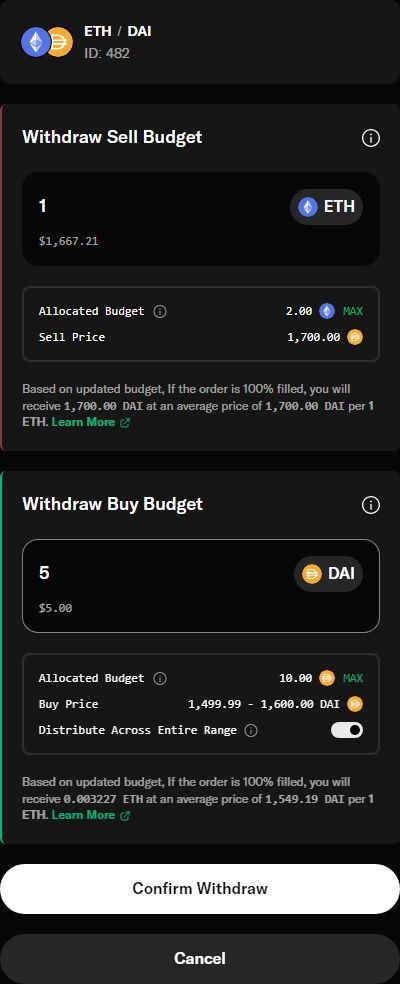 ETH / DAI
ID: 482
Withdraw Sell Budget
1
ETH
$1,667.21
Allocated Budget 2.00 MAX
Sell Price 1,700.00
Based on updated budget, If the order is 100% filled, you will
receive 1,700.00 DAI at an average price of 1,700.00 DAI per 1
ETH. Learn More
Withdraw Buy Budget
5
DAI
$5.00
Allocated Budget 10.00 MAX
Buy Price 1,499.99 - 1,600.00 DAI
Distribute Across Entire Range
Based on updated budget, If the order is 100% filled, you will
receive 0.003227 ETH at an average price of 1,549.19 DAI per 1
ETH. Learn More
Confirm Withdraw
Cancel